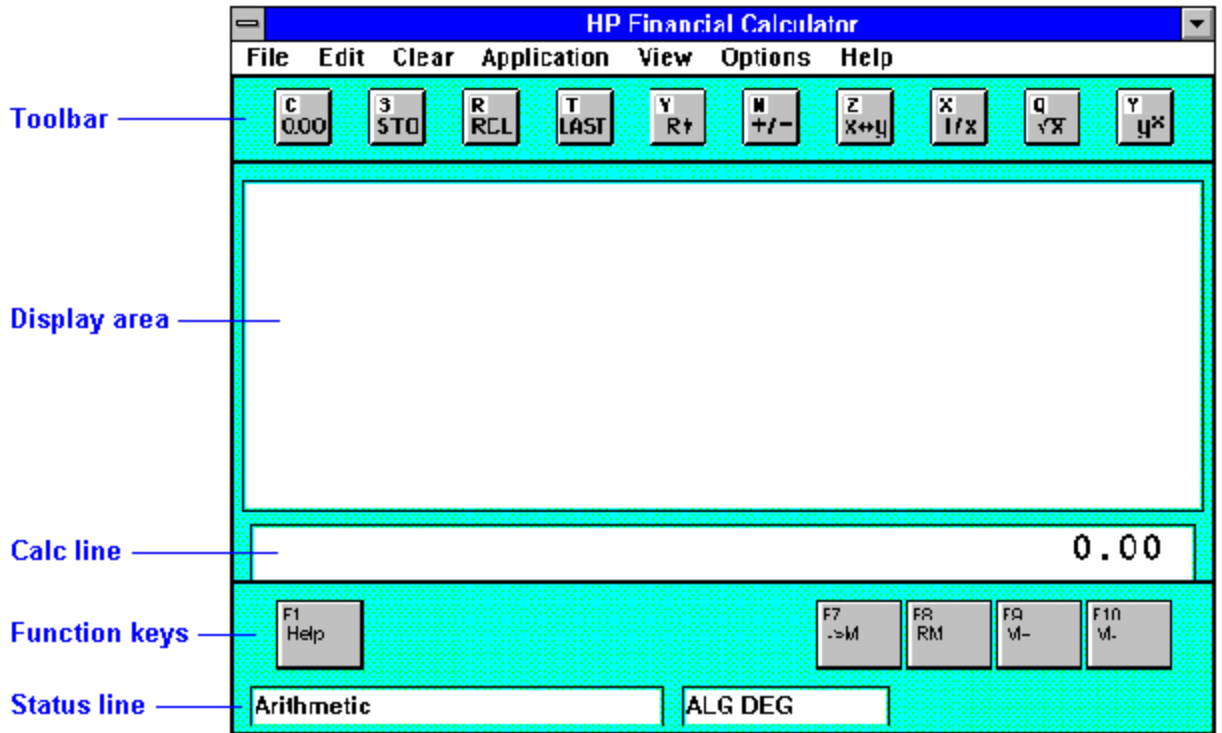 HP Financial Calculator
File Edit Clear Application View Options Help
Toolbar
C 0.00
S STO
R RCL
T LAST
V R↓
N +/-
Z x↔y
X 1/x
Q √x
Y yˣ
Display area
Calc line
0.00
Function keys
F1 Help
F7 ->M
F8 RM
F9
F10
Status line
Arithmetic
ALG DEG